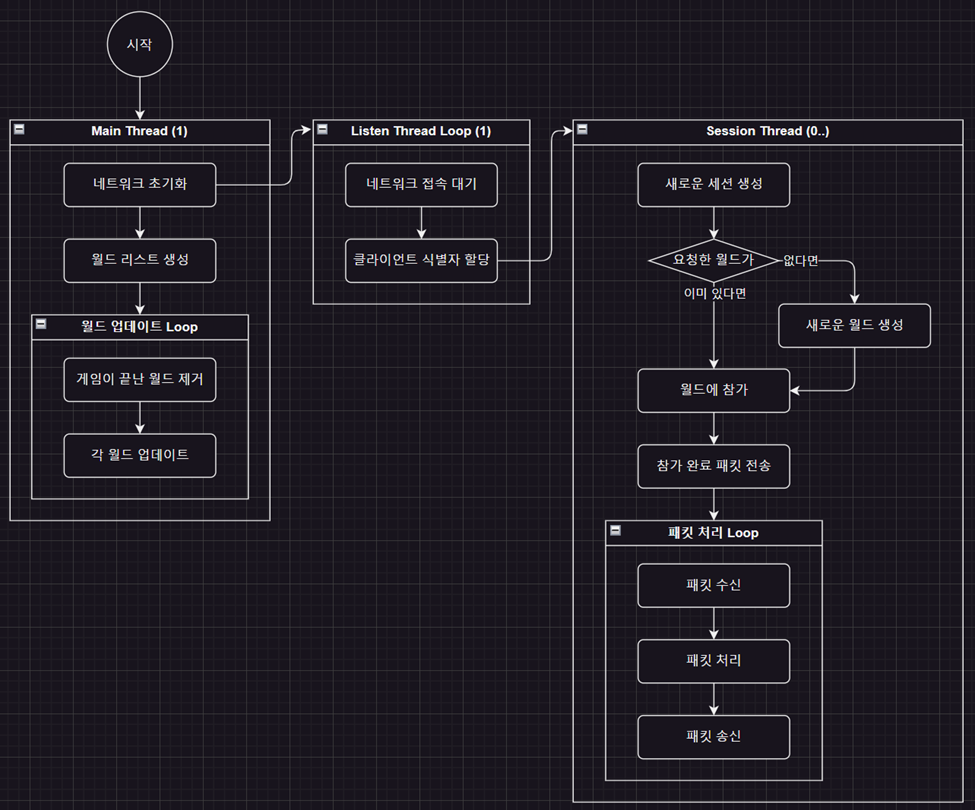 시작
Main Thread (1)
네트워크 초기화
월드 리스트 생성
월드 업데이트 Loop
게임이 끝난 월드 제거
각 월드 업데이트
Listen Thread Loop (1)
네트워크 접속 대기
클라이언트 식별자 할당
Session Thread (0..)
새로운 세션 생성
요청한 월드가
없다면
이미 있다면
새로운 월드 생성
월드에 참가
참가 완료 패킷 전송
패킷 처리 Loop
패킷 수신
패킷 처리
패킷 송신